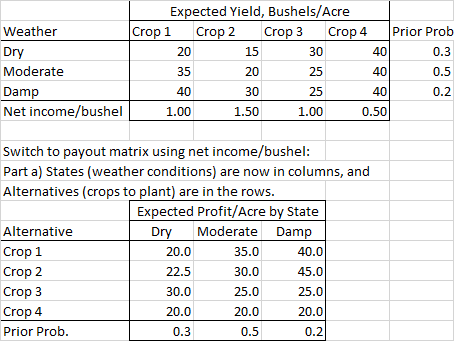 Expected Yield, Bushels/Acre
Weather Crop 1 Crop 2 Crop 3 Crop 4 Prior Prob
Dry 20 15 30 40 0.3
Moderate 35 20 25 40 0.5
Damp 40 30 25 40 0.2
Net income/bushel 1.00 1.50 1.00 0.50
Switch to payout matrix using net income/bushel:
Part a) States (weather conditions) are now in columns, and
Alternatives (crops to plant) are in the rows.
Expected Profit/Acre by State
Alternative Dry Moderate Damp
Crop 1 20.0 35.0 40.0
Crop 2 22.5 30.0 45.0
Crop 3 30.0 25.0 25.0
Crop 4 20.0 20.0 20.0
Prior Prob. 0.3 0.5 0.2